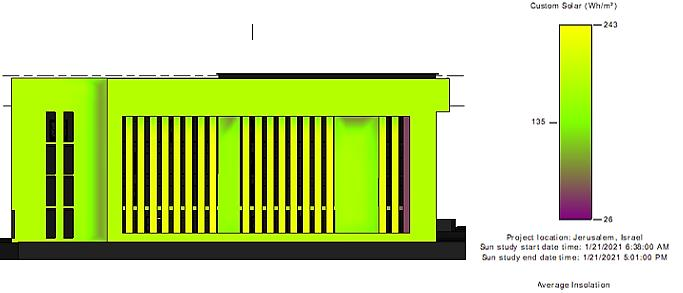 Custom Solar (Wh/m²)
243
135
26
Project location: Jerusalem, Israel
Sun study start date time: 1/21/2021 6:38:00 AM
Sun study end date time: 1/21/2021 5:01:00 PM
Average Insolation